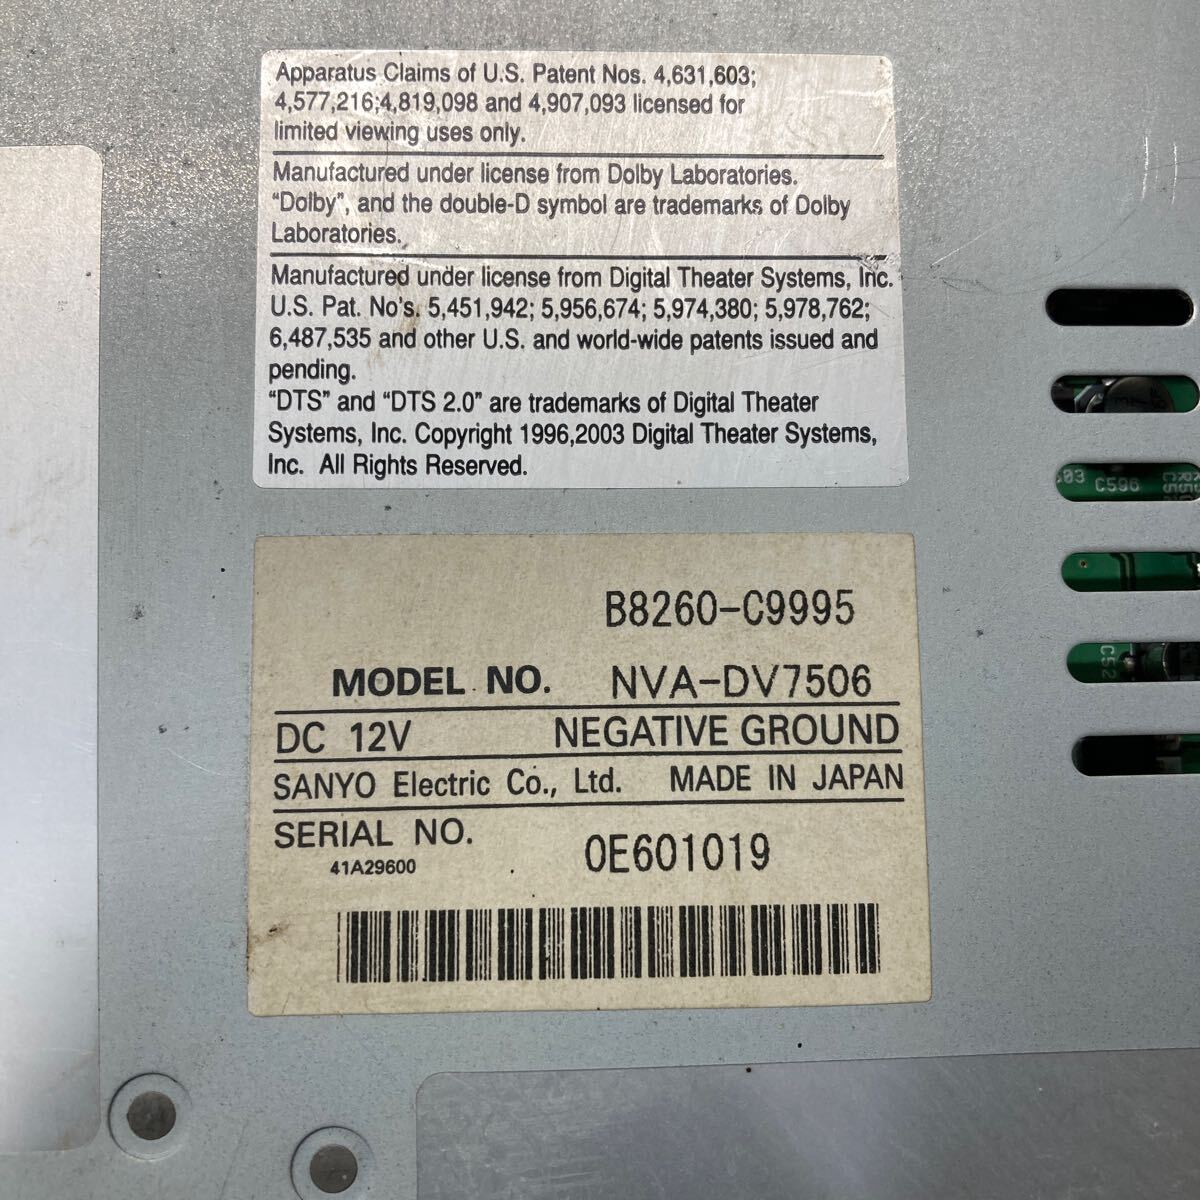 Apparatus Claims of U.S. Patent Nos. 4,631,603;
4,577,216;4,819,098 and 4,907,093 licensed for
limited viewing uses only.
Manufactured under license from Dolby Laboratories.
"Dolby", and the double-D symbol are trademarks of Dolby
Laboratories.
Manufactured under license from Digital Theater Systems, Inc.
U.S. Pat. No's. 5,451,942; 5,956,674; 5,974,380; 5,978,762;
6,487,535 and other U.S. and world-wide patents issued and
pending.
"DTS" and "DTS 2.0" are trademarks of Digital Theater
Systems, Inc. Copyright 1996,2003 Digital Theater Systems,
Inc. All Rights Reserved.
C596
C52
B8260-C9995
MODEL NO. NVA-DV7506
DC 12V NEGATIVE GROUND
SANYO Electric Co., Ltd. MADE IN JAPAN
SERIAL NO. 0E601019
41A29600